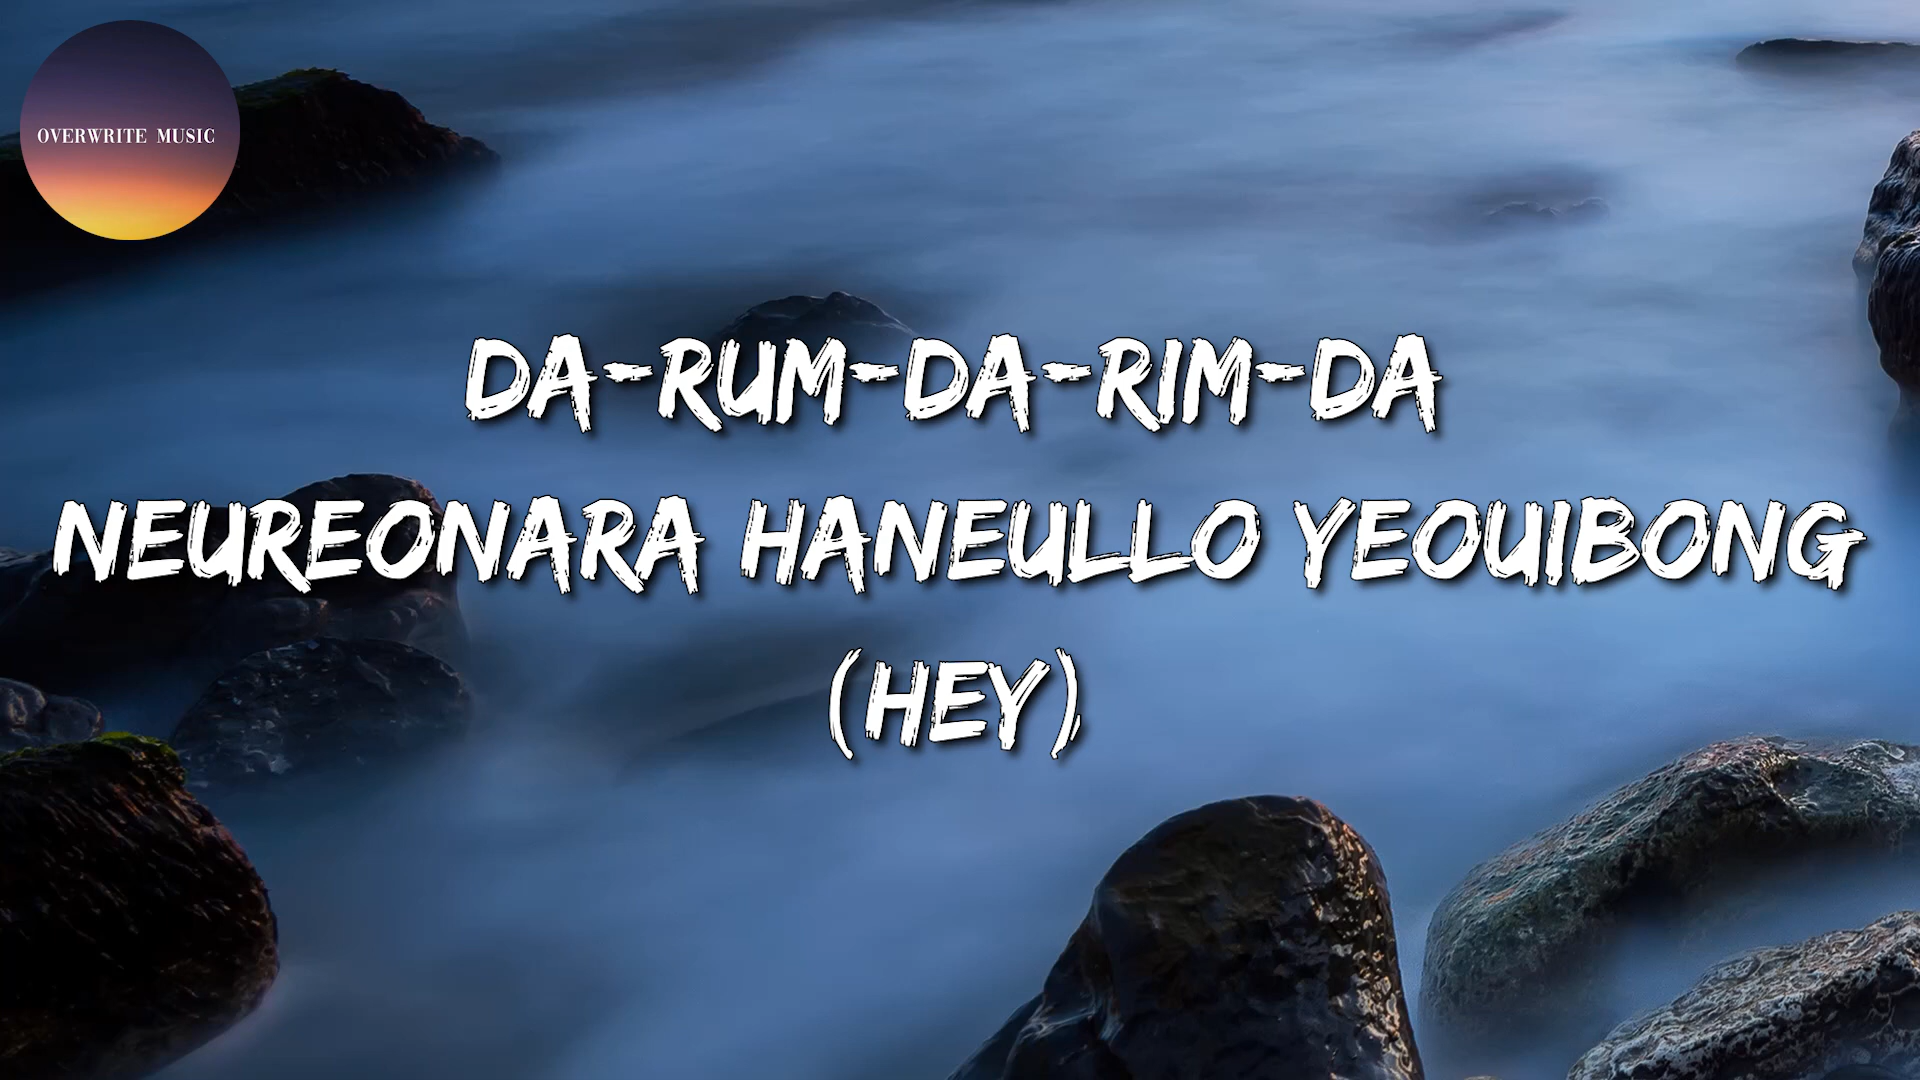 OVERWRITE MUSIC
DA-RUM-DA-RIM-DA
NEUREONARA HANEULLO YEOUIBONG
(HEY)